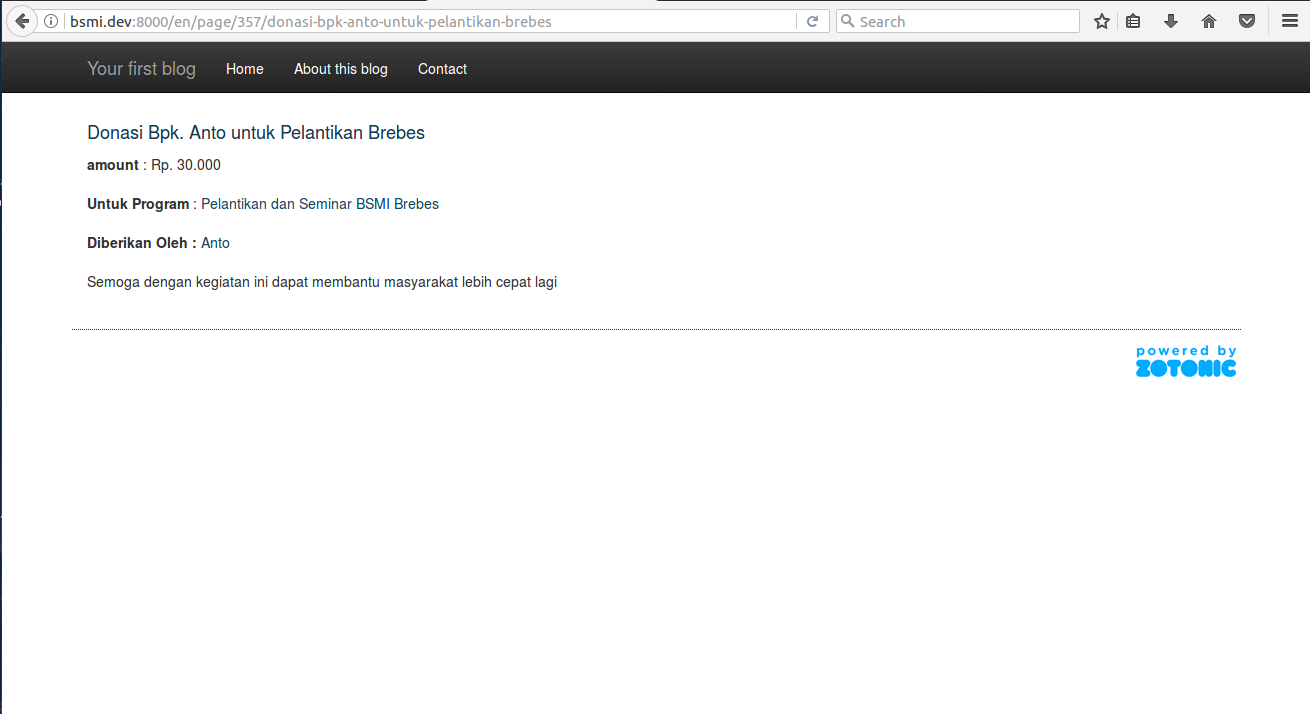 bsmi.dev:8000/en/page/357/donasi-bpk-anto-untuk-pelantikan-brebes
Search
Your first blog Home About this blog Contact
Donasi Bpk. Anto untuk Pelantikan Brebes
amount : Rp. 30.000
Untuk Program : Pelantikan dan Seminar BSMI Brebes
Diberikan Oleh : Anto
Semoga dengan kegiatan ini dapat membantu masyarakat lebih cepat lagi
powered by
ZOTONIC